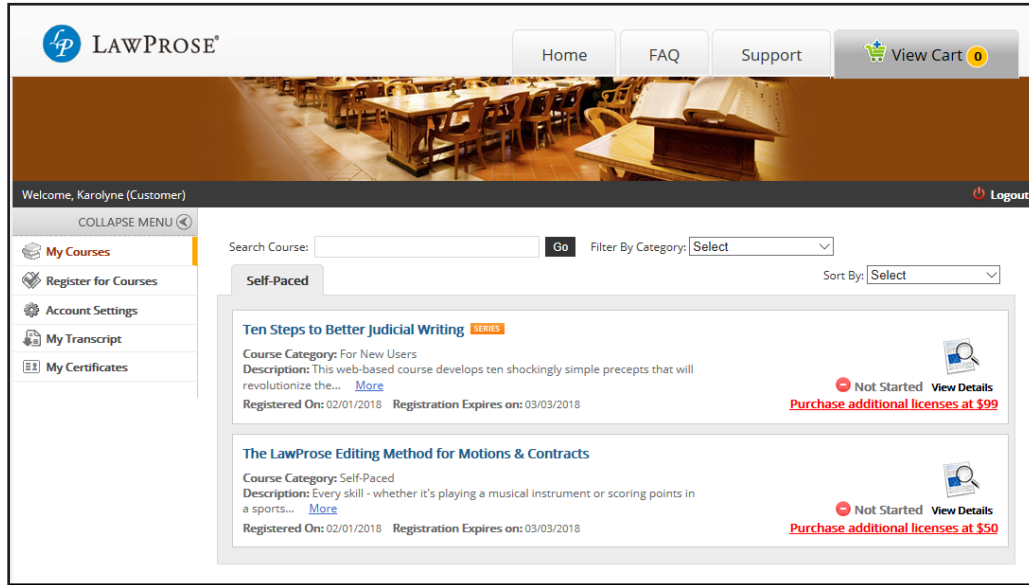 LP LAWPROSE®
Home FAQ Support View Cart 0
Welcome, Karolyne (Customer) Logout
COLLAPSE MENU
My Courses
Register for Courses
Account Settings
My Transcript
My Certificates
Search Course: Go Filter By Category: Select
Self-Paced
Sort By: Select
Ten Steps to Better Judicial Writing SERIES
Course Category: For New Users
Description: This web-based course develops ten shockingly simple precepts that will
revolutionize the... More
Registered On: 02/01/2018 Registration Expires on: 03/03/2018
Not Started View Details
Purchase additional licenses at $99
The LawProse Editing Method for Motions & Contracts
Course Category: Self-Paced
Description: Every skill - whether it's playing a musical instrument or scoring points in
a sports... More
Registered On: 02/01/2018 Registration Expires on: 03/03/2018
Not Started View Details
Purchase additional licenses at $50